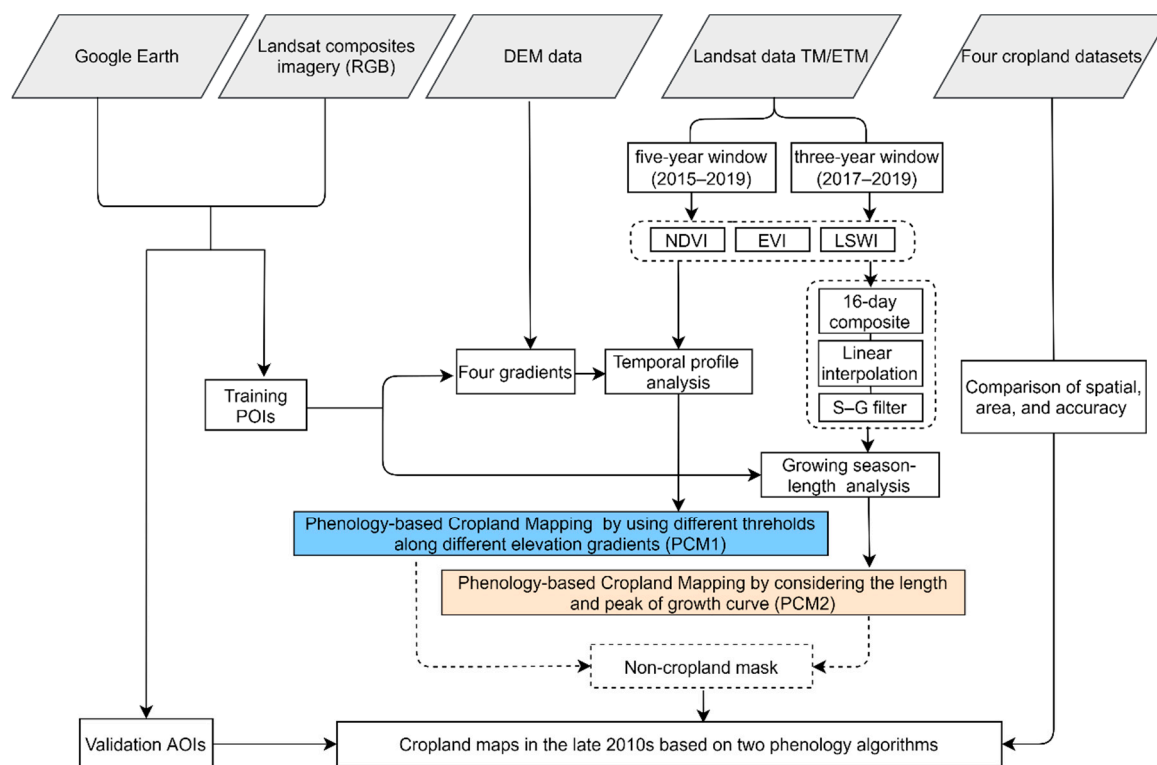 Google Earth
Landsat composites
imagery (RGB)
DEM data
Landsat data TM/ETM
Four cropland datasets
five-year window
(2015–2019)
three-year window
(2017–2019)
NDVI
EVI
LSWI
16-day
composite
Linear
interpolation
S–G filter
Four gradients
Temporal profile
analysis
Training
POIs
Comparison of spatial,
area, and accuracy
Growing season-
length analysis
Phenology-based Cropland Mapping by using different threholds
along different elevation gradients (PCM1)
Phenology-based Cropland Mapping by considering the length
and peak of growth curve (PCM2)
Non-cropland mask
Validation AOIs
Cropland maps in the late 2010s based on two phenology algorithms